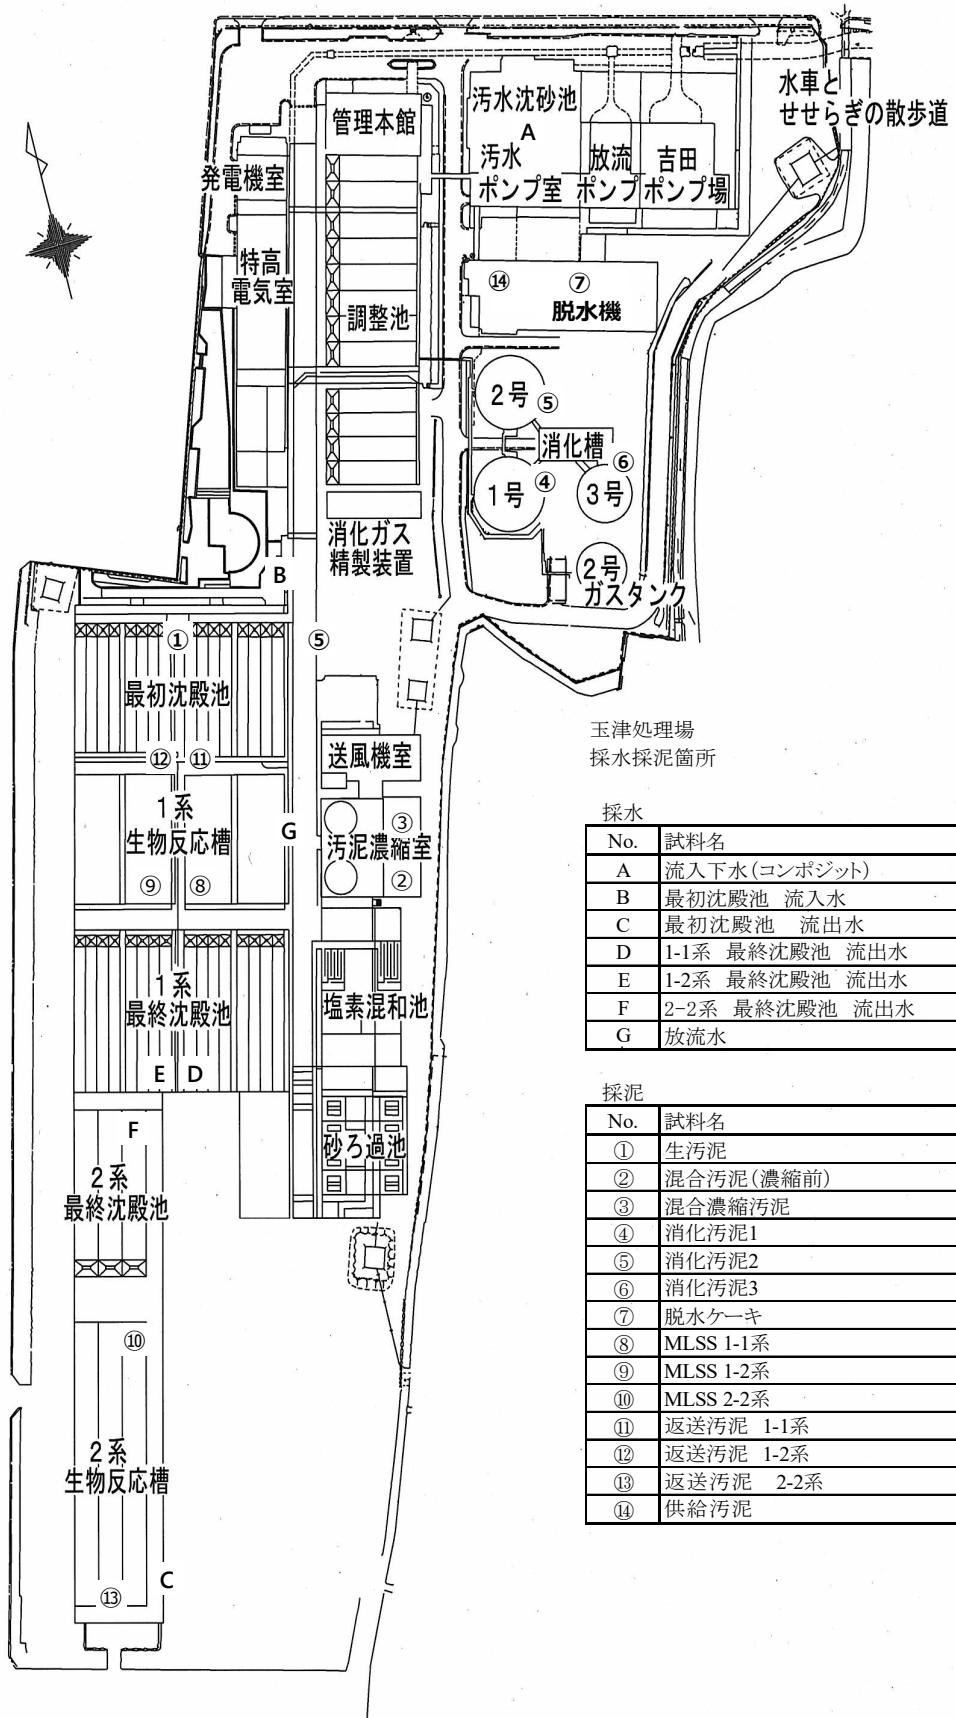 水車と
せせらぎの散歩道
汚水沈砂池
A
汚水
ポンプ室
放流
ポンプ
吉田
ポンプ場
管理本館
発電機室
特高
電気室
調整池
⑭
⑦
脱水機
2号
⑤
消化槽
⑥
1号
④
3号
消化ガス
精製装置
2号
ガスタンク
B
①
⑤
最初沈殿池
⑫
⑪
送風機室
1系
生物反応槽
G
③
汚泥濃縮室
②
⑨
⑧
1系
最終沈殿池
塩素混和池
E
D
F
砂ろ過池
2系
最終沈殿池
⑩
2系
生物反応槽
C
⑬
玉津処理場
採水採泥箇所
採水
No. 試料名
A 流入下水(コンポジット)
B 最初沈殿池 流入水
C 最初沈殿池 流出水
D 1-1系 最終沈殿池 流出水
E 1-2系 最終沈殿池 流出水
F 2-2系 最終沈殿池 流出水
G 放流水
採泥
No. 試料名
① 生汚泥
② 混合汚泥(濃縮前)
③ 混合濃縮汚泥
④ 消化汚泥1
⑤ 消化汚泥2
⑥ 消化汚泥3
⑦ 脱水ケーキ
⑧ MLSS 1-1系
⑨ MLSS 1-2系
⑩ MLSS 2-2系
⑪ 返送汚泥 1-1系
⑫ 返送汚泥 1-2系
⑬ 返送汚泥 2-2系
⑭ 供給汚泥